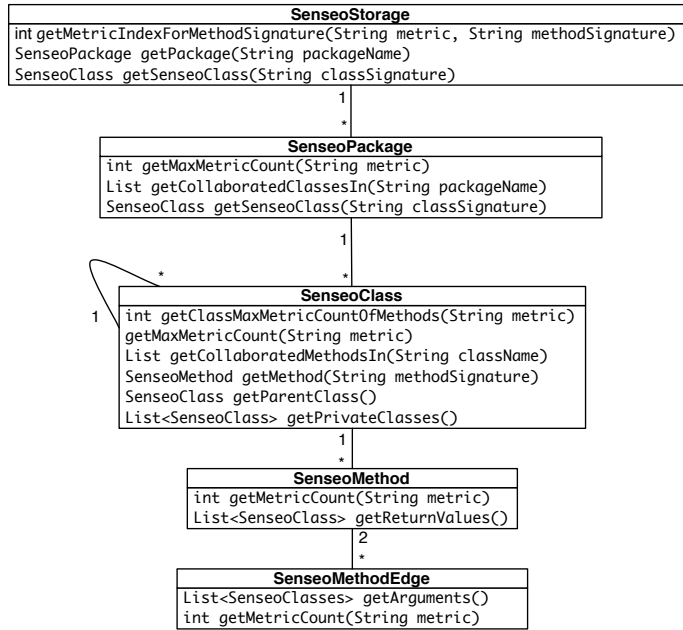 SenseoStorage
int getMetricIndexForMethodSignature(String metric, String methodSignature)
SenseoPackage getPackage(String packageName)
SenseoClass getSenseoClass(String classSignature)
1
*
SenseoPackage
int getMaxMetricCount(String metric)
List getCollaboratedClassesIn(String packageName)
SenseoClass getSenseoClass(String classSignature)
1
*
*
1
SenseoClass
int getClassMaxMetricCountOfMethods(String metric)
getMaxMetricCount(String metric)
List getCollaboratedMethodsIn(String className)
SenseoMethod getMethod(String methodSignature)
SenseoClass getParentClass()
List<SenseoClass> getPrivateClasses()
1
*
SenseoMethod
int getMetricCount(String metric)
List<SenseoClass> getReturnValues()
2
*
SenseoMethodEdge
List<SenseoClasses> getArguments()
int getMetricCount(String metric)